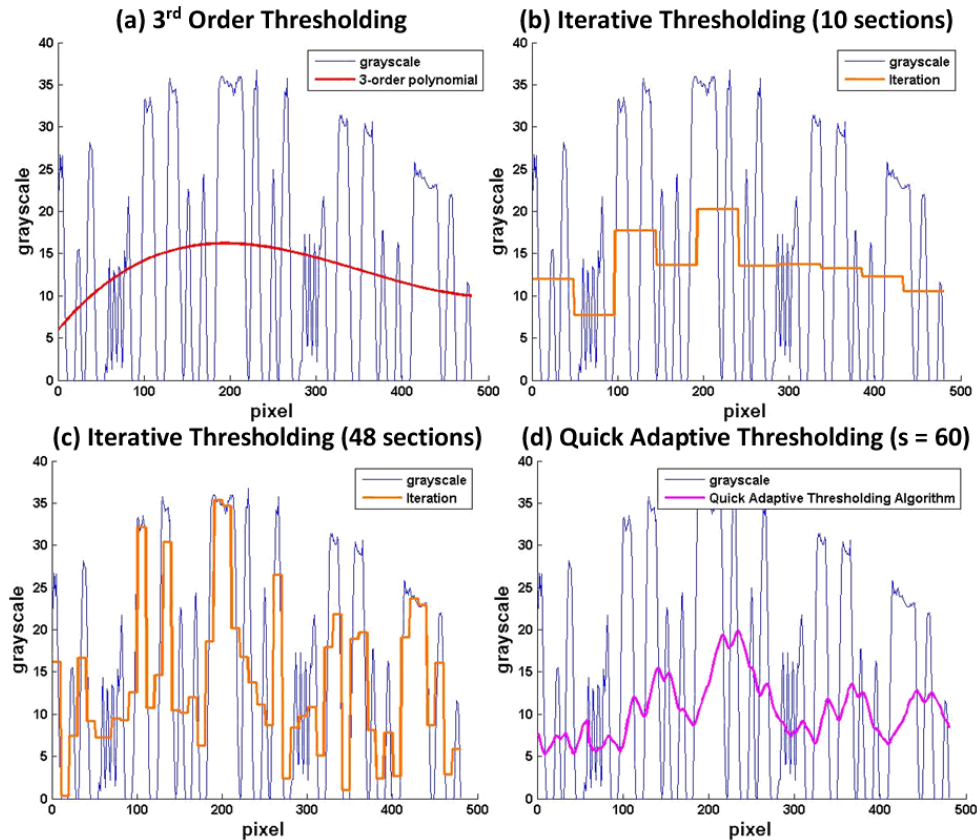 (a) 3rd Order Thresholding
40
35
30
25
20
15
10
5
0
grayscale
grayscale
3-order polynomial
0 100 200 300 400 500
pixel
(b) Iterative Thresholding (10 sections)
40
35
30
25
20
15
10
5
0
grayscale
grayscale
Iteration
0 100 200 300 400 500
pixel
(c) Iterative Thresholding (48 sections)
40
35
30
25
20
15
10
5
0
grayscale
grayscale
Iteration
0 100 200 300 400 500
pixel
(d) Quick Adaptive Thresholding (s = 60)
40
35
30
25
20
15
10
5
0
grayscale
grayscale
Quick Adaptive Thresholding Algorithm
0 100 200 300 400 500
pixel